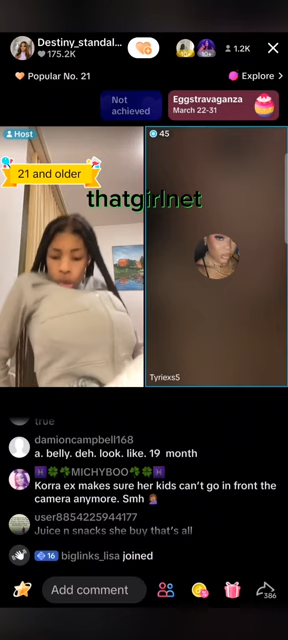 Destiny_standal...
175.2K
10+
10+
1.2K
Popular No. 21
Explore >
Not
achieved
Eggstravaganza
March 22-31
Host
45
21 and older
thatgirlnet
Tyriexs5
true
damioncampbell168
a. belly. deh. look. like. 19 month
MICHYBOO
Korra ex makes sure her kids can't go in front the
camera anymore. Smh
user8854225944177
Juice n snacks she buy that's all
16 biglinks_lisa joined
Add comment
386